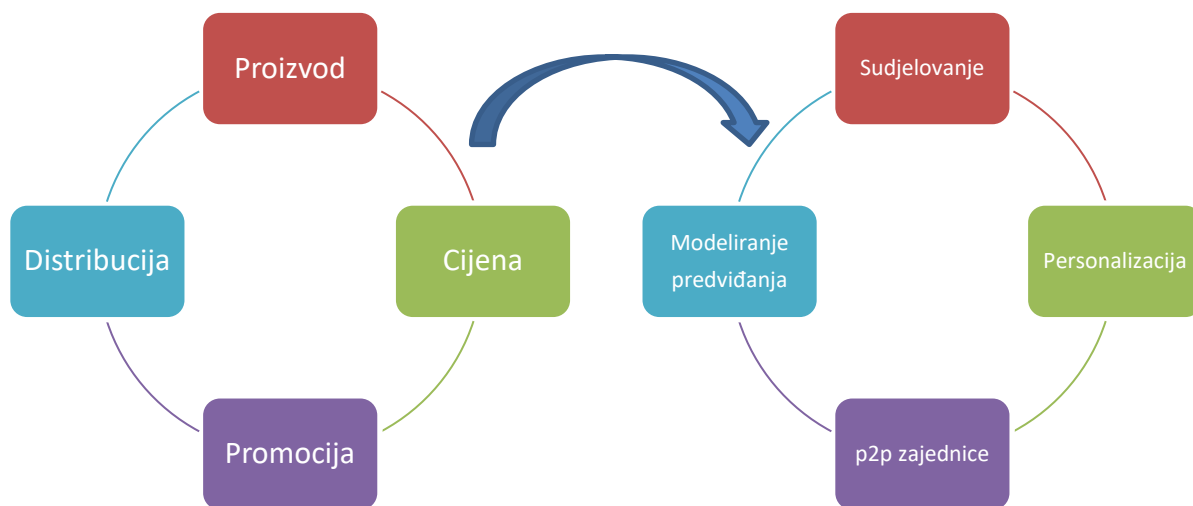 Proizvod
Cijena
Promocija
Distribucija
Sudjelovanje
Personalizacija
p2p zajednice
Modeliranje
predviđanja